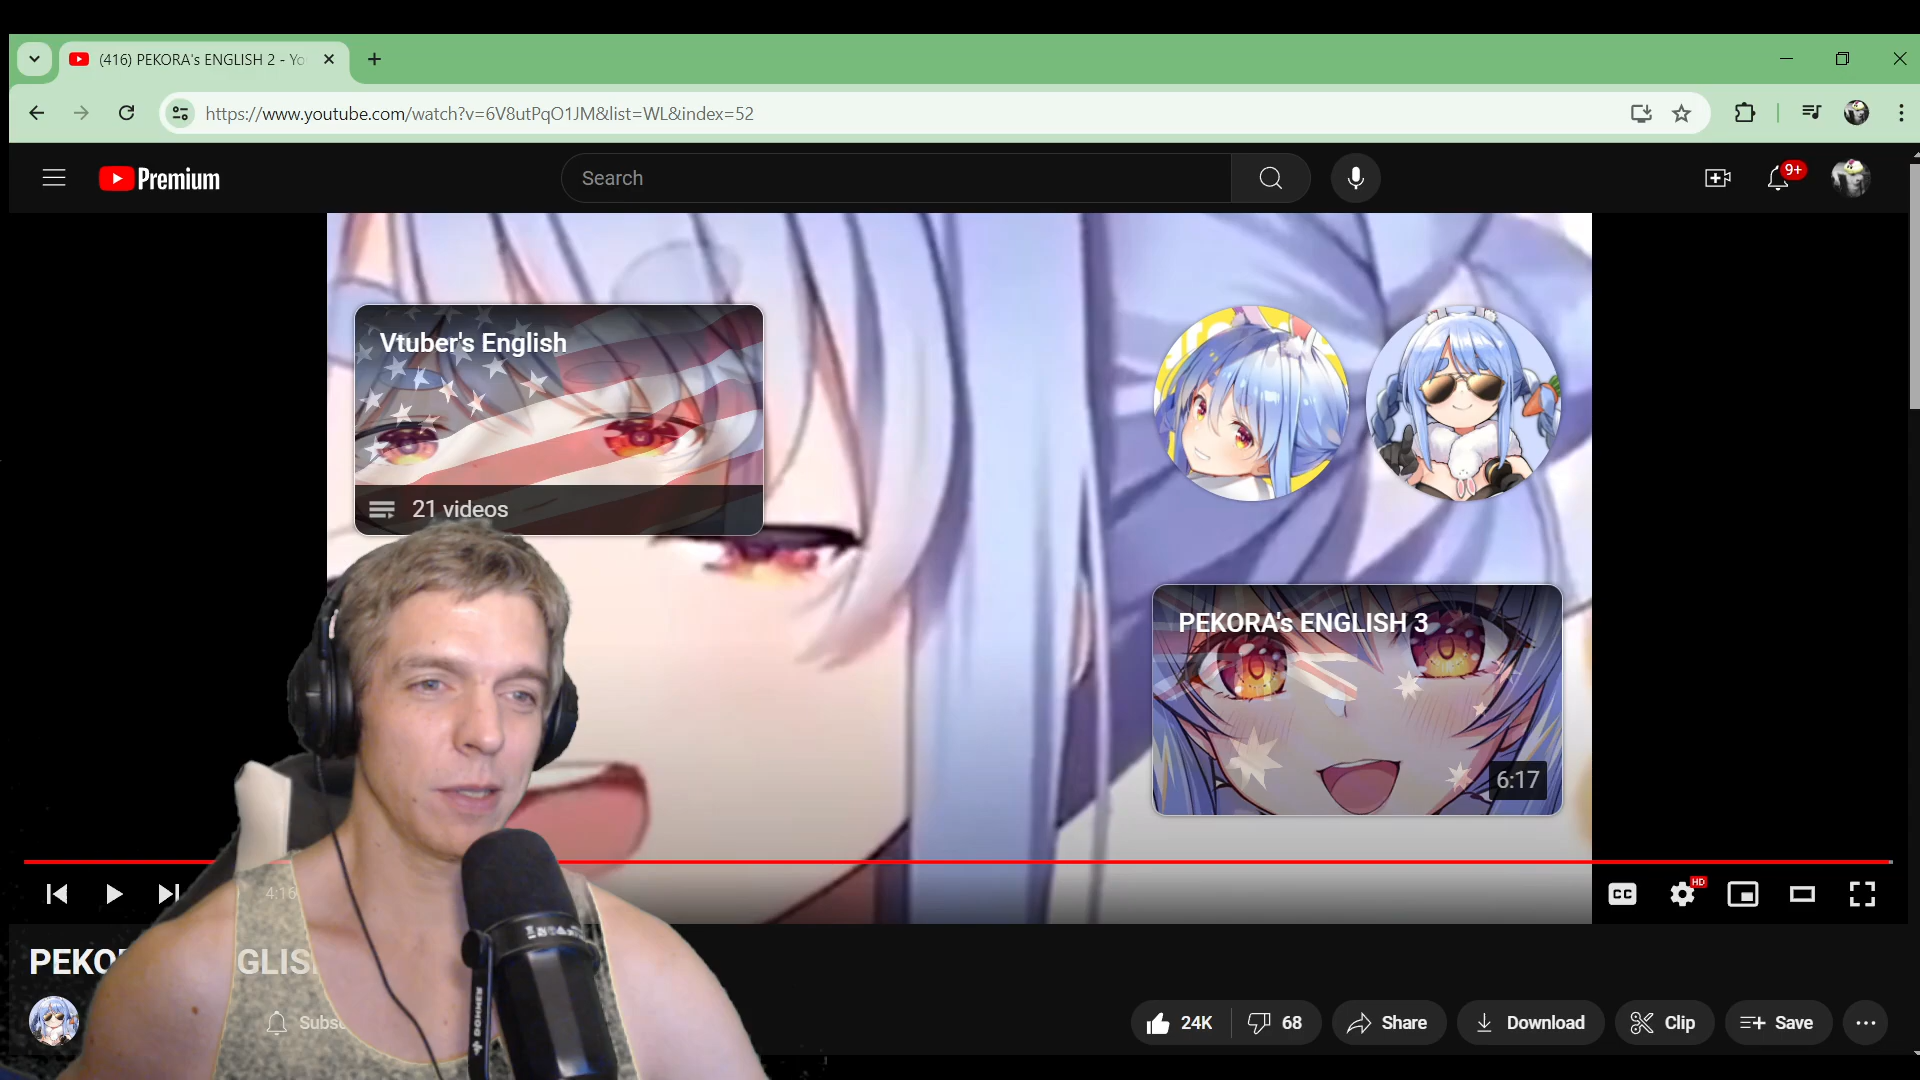 (416) PEKORA's ENGLISH 2 - Yo
https://www.youtube.com/watch?v=6V8utPqO1JM&list=WL&index=52
Premium
Search
9+
Vtuber's English
21 videos
PEKORA's ENGLISH 3
6:17
4:16
CC
HD
PEKO
GLIS
Subs
24K
68
Share
Download
Clip
Save
DONNER